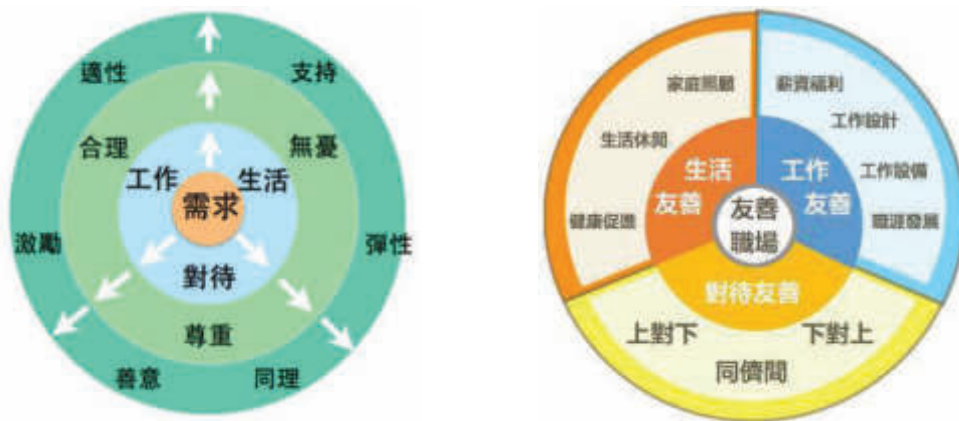 適性
支持
合理
無憂
工作
生活
需求
激勵
彈性
對待
尊重
善意
同理
家庭照顧
薪資福利
工作設計
生活休閒
生活
友善
工作
友善
工作設備
健康促進
友善
職場
職涯發展
對待友善
上對下
下對上
同儕間